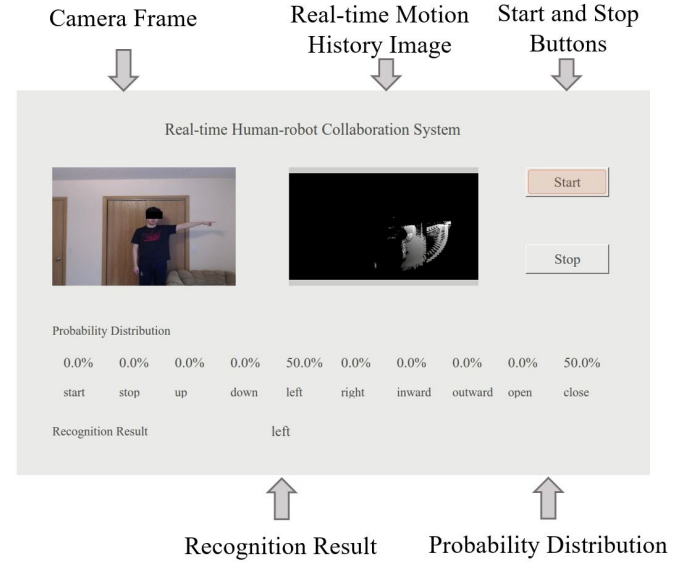 Camera Frame
Real-time Motion
History Image
Start and Stop
Buttons
Real-time Human-robot Collaboration System
Start
Stop
Probability Distribution
0.0% 0.0% 0.0% 0.0% 50.0% 0.0% 0.0% 0.0% 0.0% 50.0%
start stop up down left right inward outward open close
Recognition Result left
Recognition Result
Probability Distribution